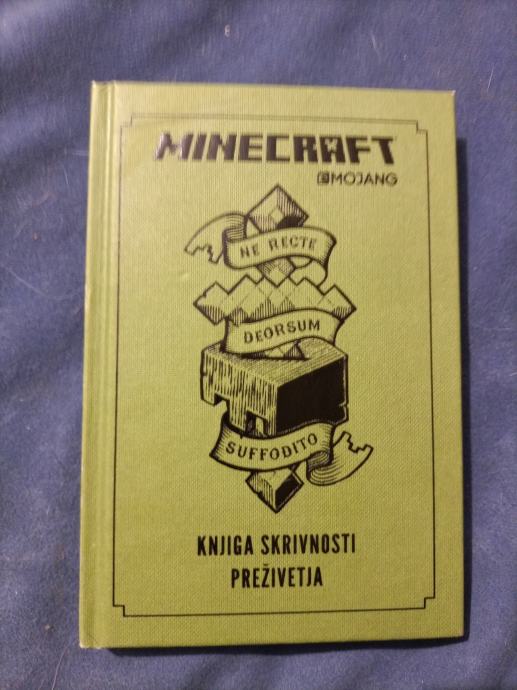 MINECRAFT
MOJANG
NE RECTE
DEORSUM
SUFFODITO
KNJIGA SKRIVNOSTI
PREŽIVETJA